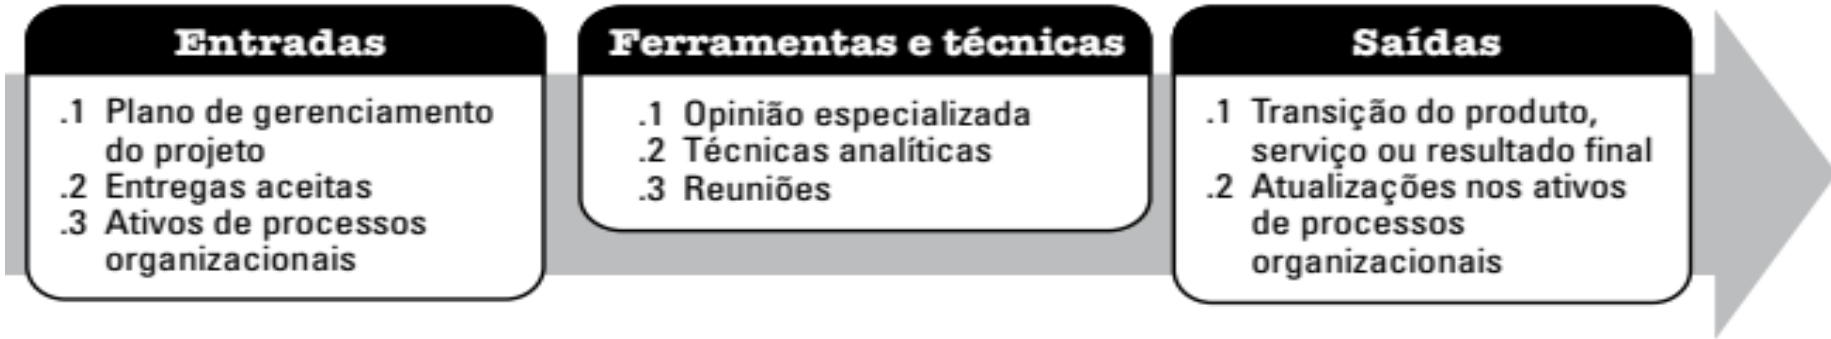 Entradas
.1 Plano de gerenciamento
do projeto
.2 Entregas aceitas
.3 Ativos de processos
organizacionais
Ferramentas e técnicas
.1 Opinião especializada
.2 Técnicas analíticas
.3 Reuniões
Saídas
.1 Transição do produto,
serviço ou resultado final
.2 Atualizações nos ativos
de processos
organizacionais